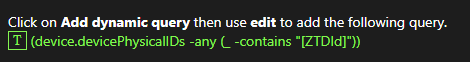 Click on Add dynamic query then use edit to add the following query.
T (device.devicePhysicalIDs -any (_ -contains "[ZTDId]"))